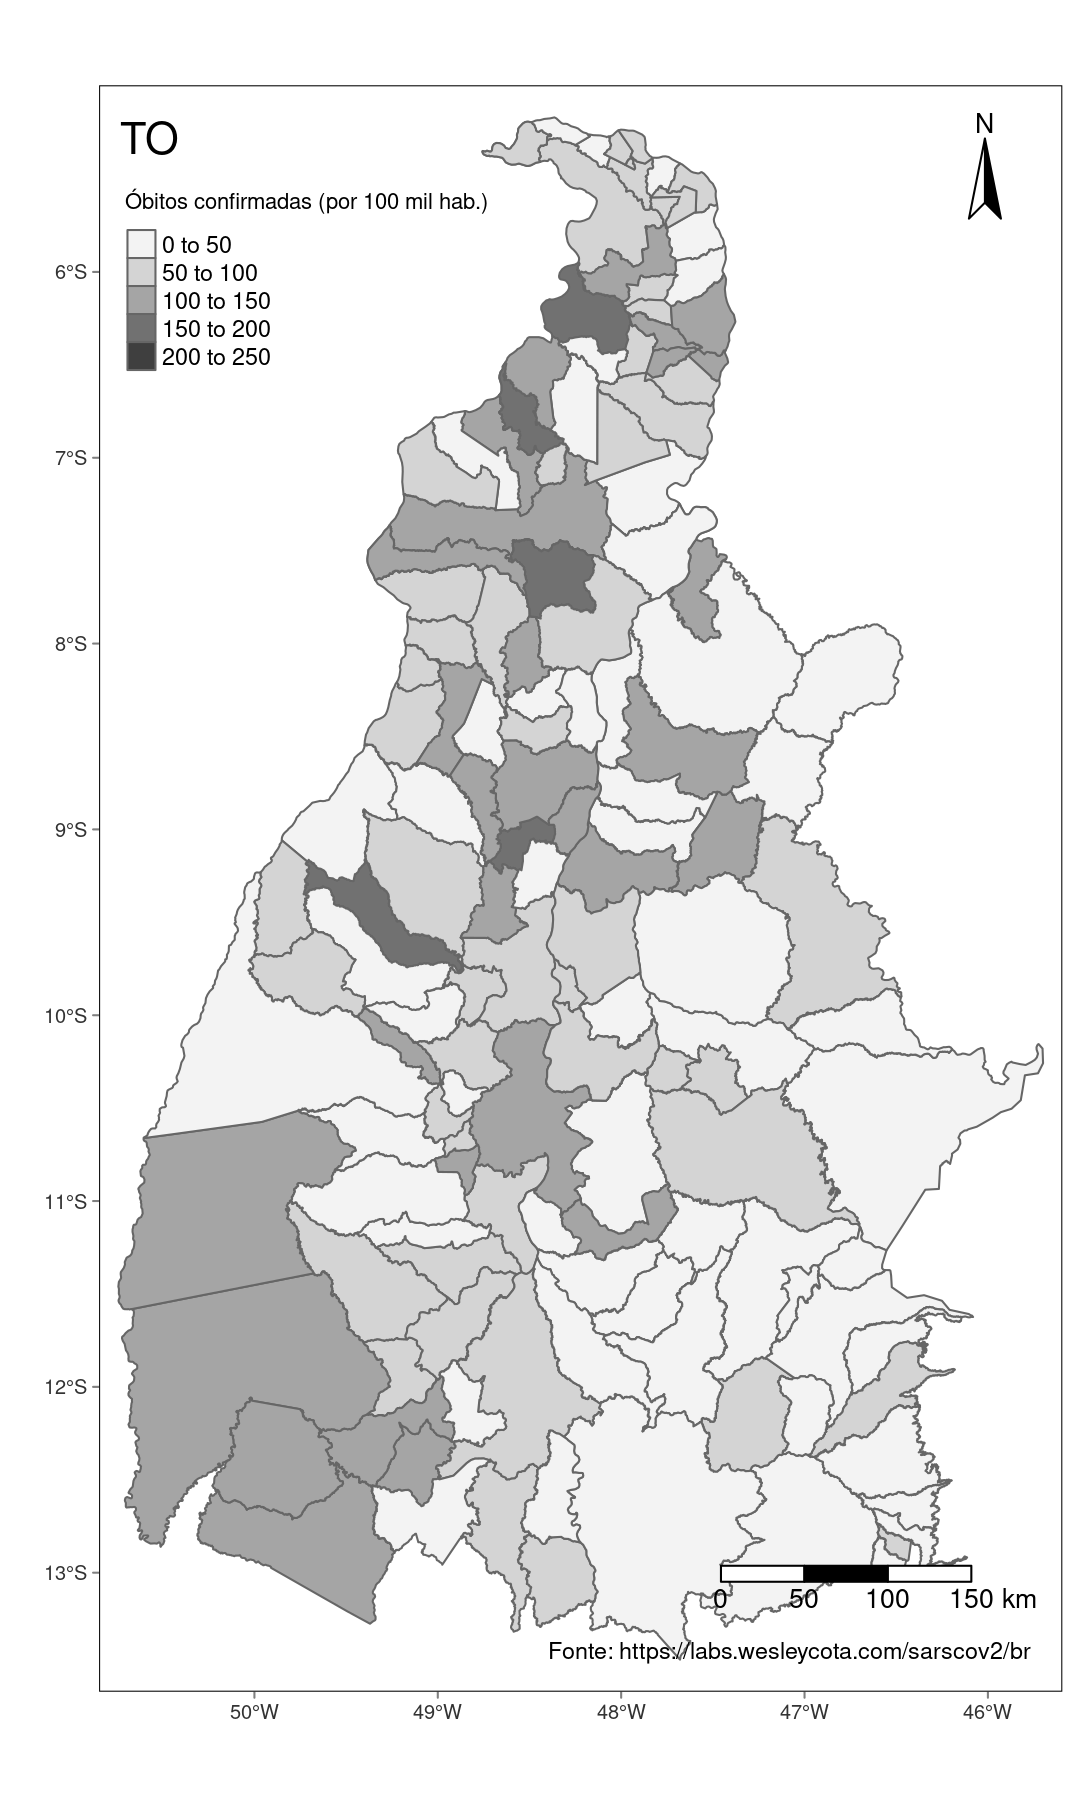 TO
N
Óbitos confirmadas (por 100 mil hab.)
0 to 50
50 to 100
100 to 150
150 to 200
200 to 250
6°S
7°S
8°S
9°S
10°S
11°S
12°S
13°S
0 50 100 150 km
Fonte: https://labs.wesleycota.com/sarscov2/br
50°W 49°W 48°W 47°W 46°W